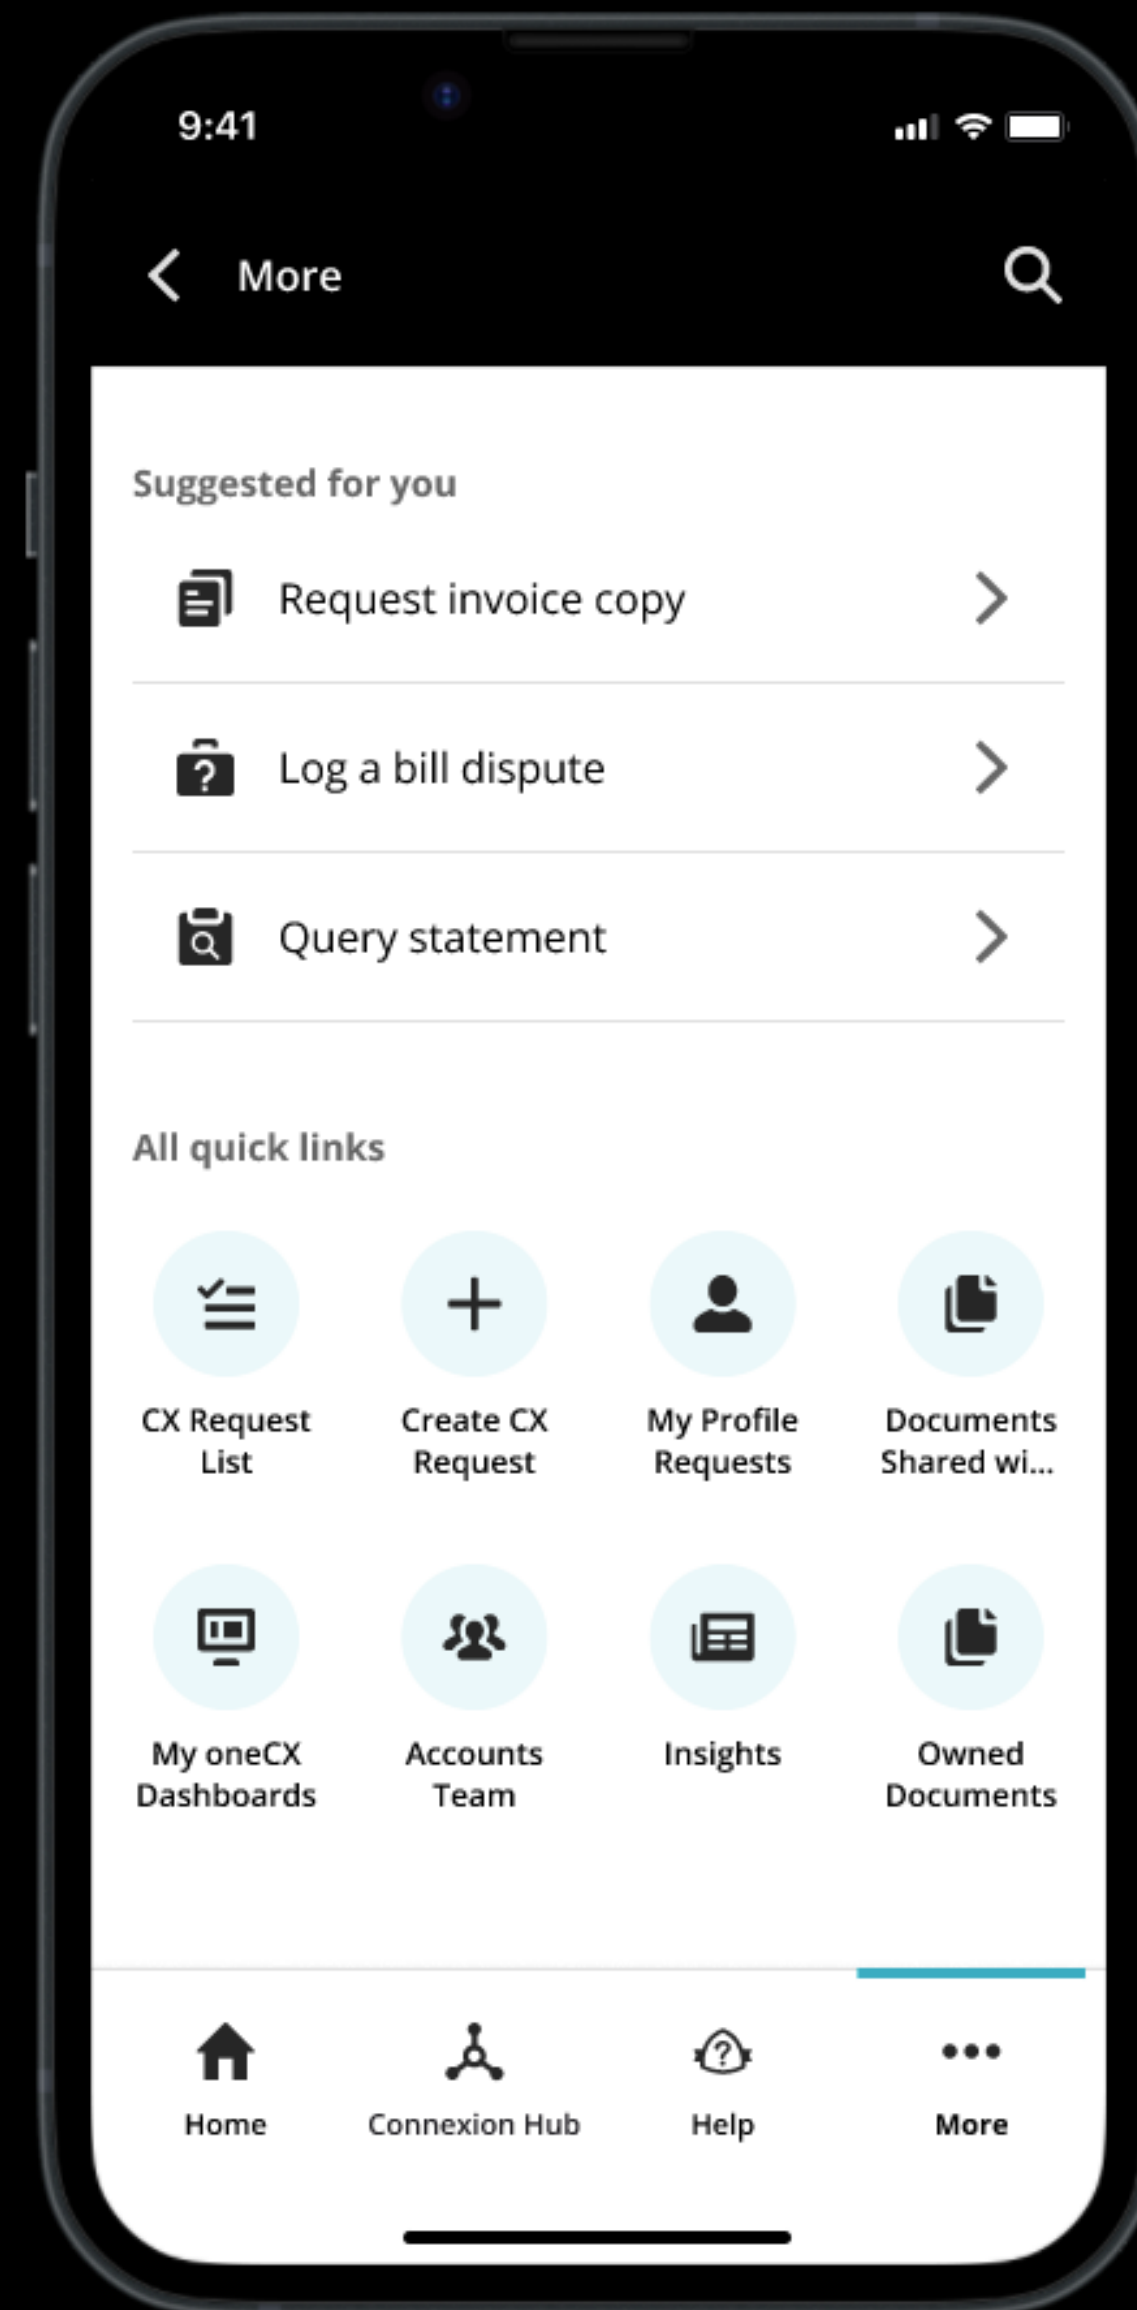 9:41
More
Suggested for you
Request invoice copy
Log a bill dispute
Query statement
All quick links
CX Request
List
Create CX
Request
My Profile
Requests
Documents
Shared wi...
My oneCX
Dashboards
Accounts
Team
Insights
Owned
Documents
Home
Connexion Hub
Help
More